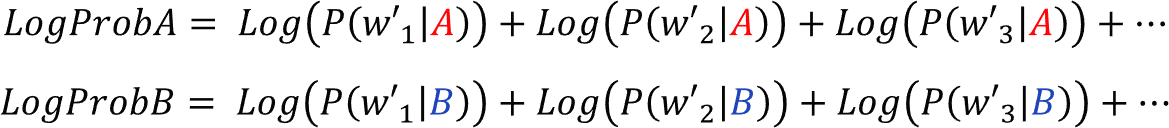 LogProbA = Log(P(w′₁|A)) + Log(P(w′₂|A)) + Log(P(w′₃|A)) + ⋯
LogProbB = Log(P(w′₁|B)) + Log(P(w′₂|B)) + Log(P(w′₃|B)) + ⋯